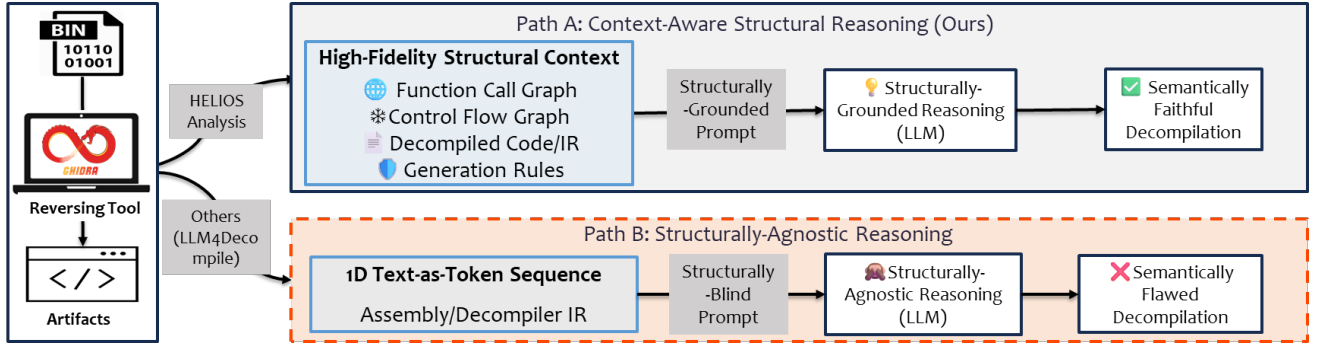 BIN
10110
01001
GHIDRA
Reversing Tool
</>
Artifacts
HELIOS
Analysis
Others
(LLM4Deco
mpile)
Path A: Context-Aware Structural Reasoning (Ours)
High-Fidelity Structural Context
Function Call Graph
Control Flow Graph
Decompiled Code/IR
Generation Rules
Structurally
-Grounded
Prompt
Structurally-
Grounded Reasoning
(LLM)
Semantically
Faithful
Decompilation
Path B: Structurally-Agnostic Reasoning
1D Text-as-Token Sequence
Assembly/Decompiler IR
Structurally
-Blind
Prompt
Structurally-
Agnostic Reasoning
(LLM)
Semantically
Flawed
Decompilation